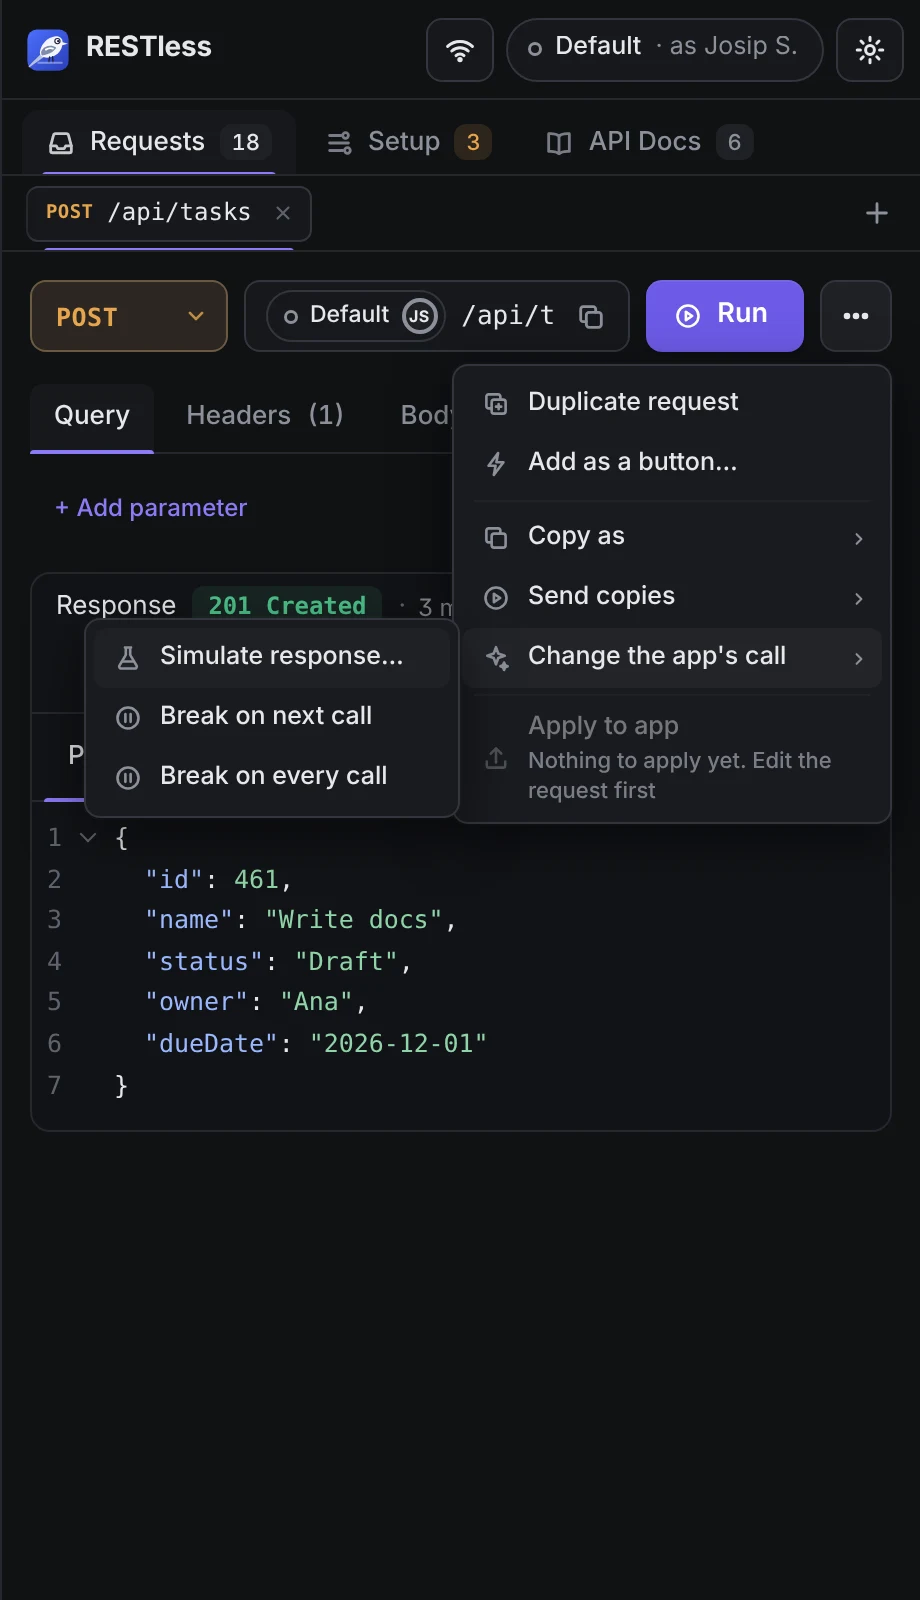 RESTless
Default · as Josip S.
Requests 18
Setup 3
API Docs 6
POST /api/tasks ×
+
POST
Default JS /api/t
Run
Query
Headers (1)
Duplicate request
Add as a button...
+ Add parameter
Copy as
Send copies
Change the app's call
Apply to app
Nothing to apply yet. Edit the
request first
Response 201 Created · 3
Simulate response...
Break on next call
Break on every call
P
1 {
2 "id": 461,
3 "name": "Write docs",
4 "status": "Draft",
5 "owner": "Ana",
6 "dueDate": "2026-12-01"
7 }